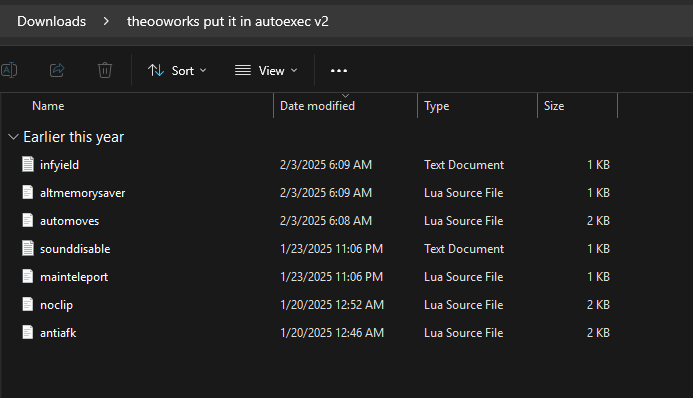 Downloads > theooworks put it in autoexec v2
Sort View ...
Name Date modified Type Size
Earlier this year
infyield 2/3/2025 6:09 AM Text Document 1 KB
altmemorysaver 2/3/2025 6:09 AM Lua Source File 1 KB
automoves 2/3/2025 6:08 AM Lua Source File 2 KB
sounddisable 1/23/2025 11:06 PM Text Document 1 KB
mainteleport 1/23/2025 11:06 PM Lua Source File 1 KB
noclip 1/20/2025 12:52 AM Lua Source File 2 KB
antiafk 1/20/2025 12:46 AM Lua Source File 2 KB